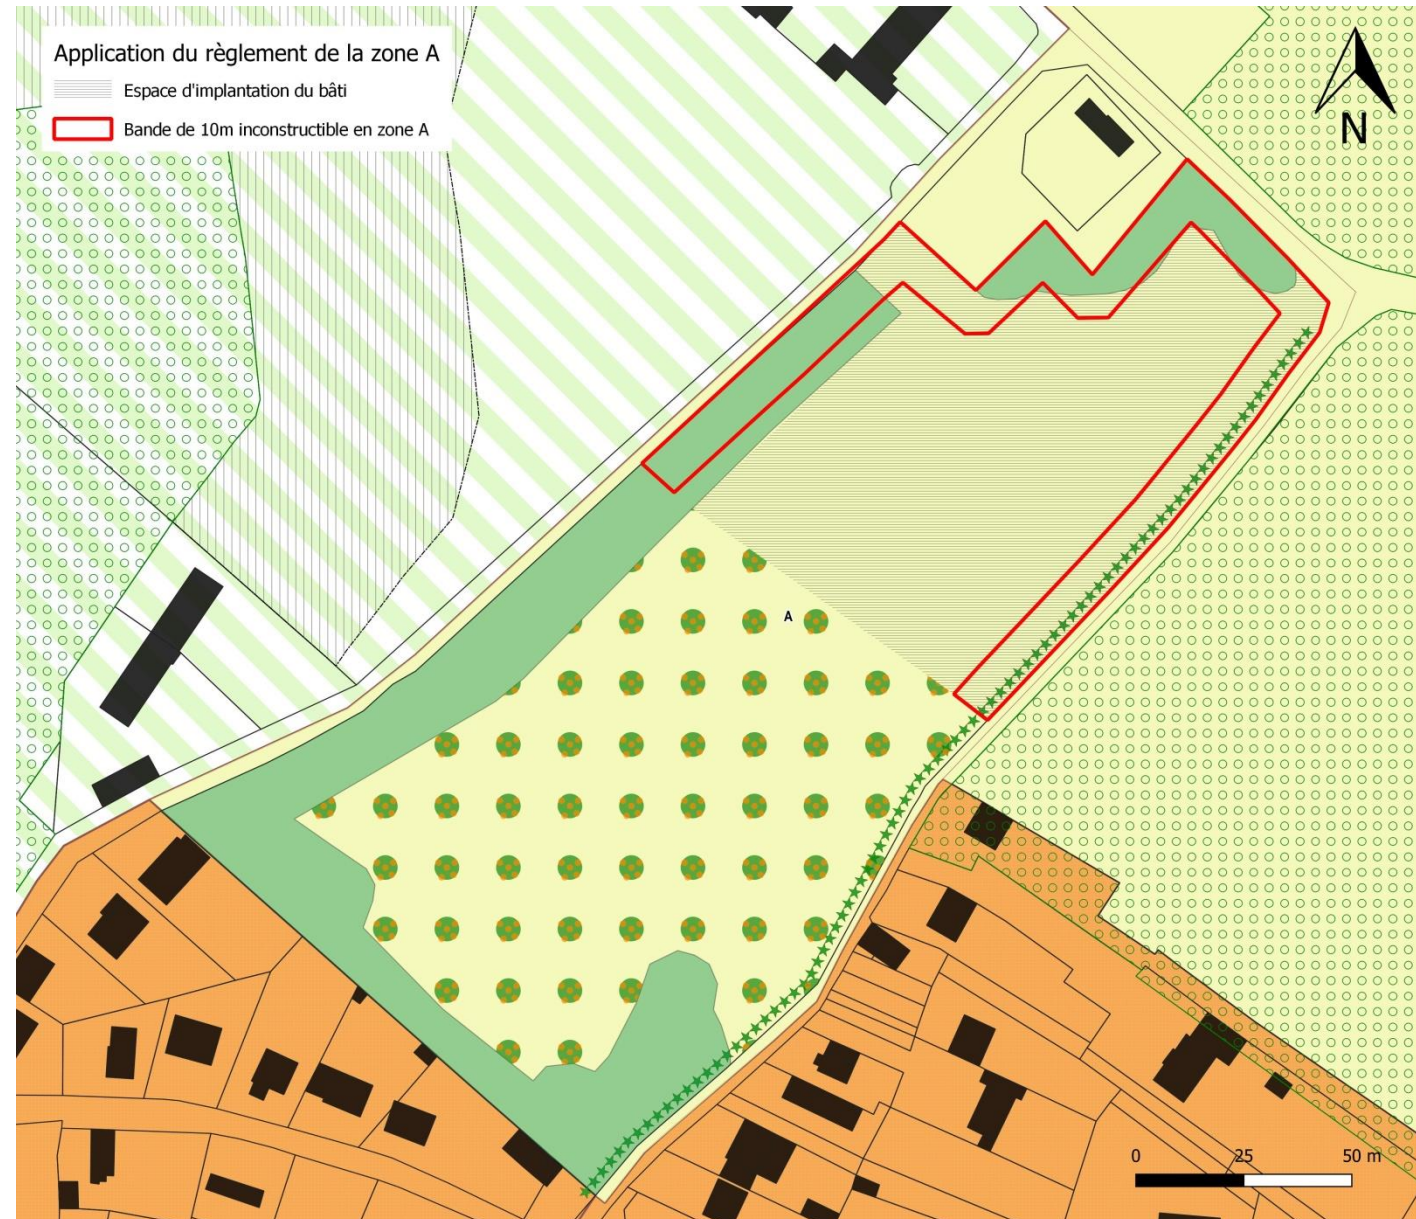 Application du règlement de la zone A
Espace d'implantation du bâti
Bande de 10m inconstructible en zone A
N
A
0 25 50 m